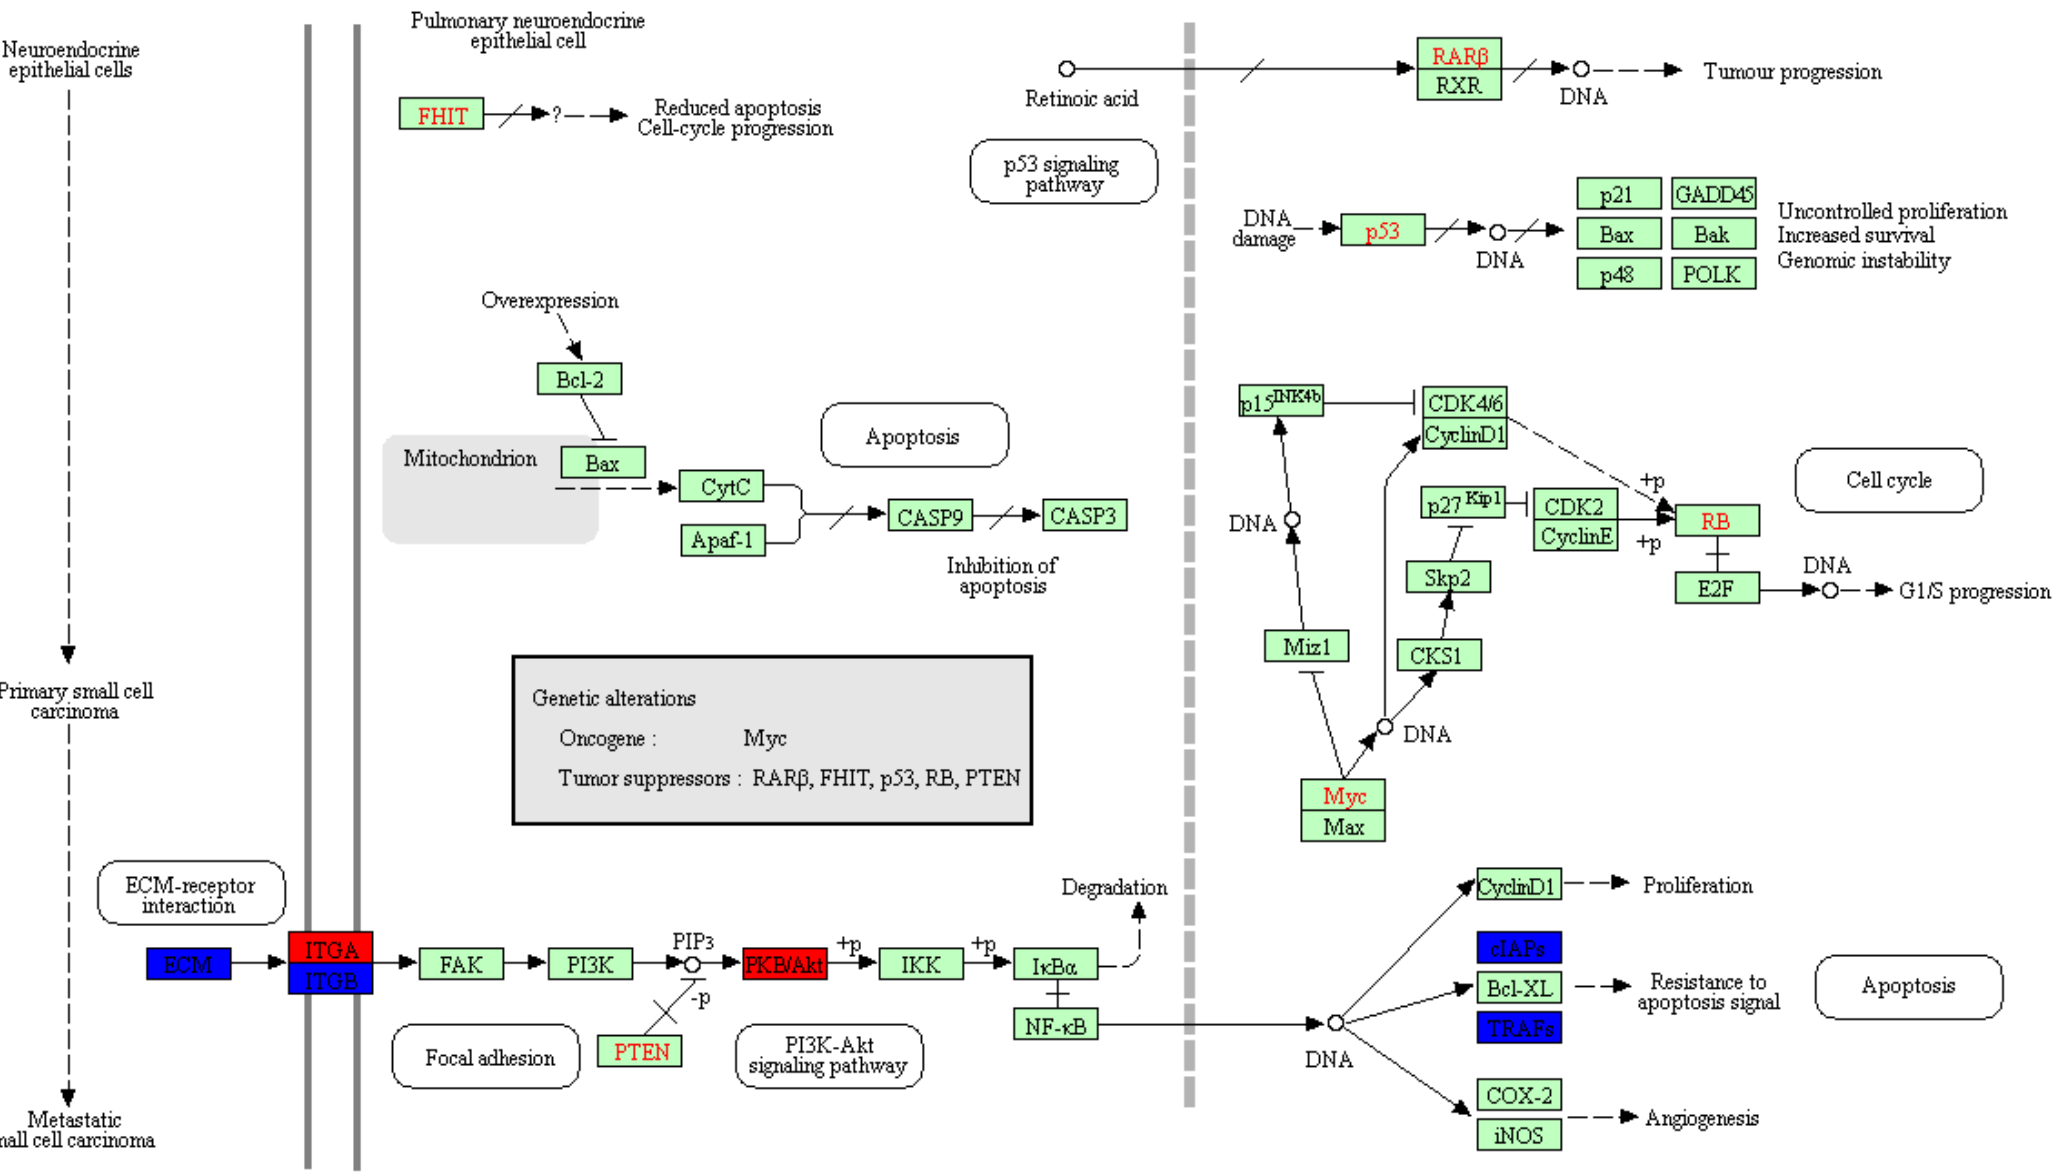 Neuroendocrine
epithelial cells
Pulmonary neuroendocrine
epithelial cell
FHIT
?
Reduced apoptosis
Cell-cycle progression
Retinoic acid
RARβ
RXR
DNA
Tumour progression
p53 signaling
pathway
DNA
damage
p53
DNA
p21
GADD45
Bax
Bak
p48
POLK
Uncontrolled proliferation
Increased survival
Genomic instability
Overexpression
Bcl-2
Mitochondrion
Bax
Apoptosis
CytC
Apaf-1
CASP9
CASP3
Inhibition of
apoptosis
p15INK4b
CDK4/6
CyclinD1
DNA
p27Kip1
CDK2
CyclinE
+p
+p
RB
Cell cycle
Skp2
E2F
DNA
G1/S progression
Miz1
CKS1
DNA
Myc
Max
Primary small cell
carcinoma
Genetic alterations
Oncogene : Myc
Tumor suppressors : RARβ, FHIT, p53, RB, PTEN
ECM-receptor
interaction
ECM
ITGA
ITGB
FAK
PI3K
PIP3
-p
PTEN
PKB/Akt
+p
IKK
+p
IκBα
NF-κB
Degradation
Focal adhesion
PI3K-Akt
signaling pathway
DNA
CyclinD1
Proliferation
cIAPs
Bcl-XL
TRAFs
Resistance to
apoptosis signal
Apoptosis
COX-2
iNOS
Angiogenesis
Metastatic
mall cell carcinoma